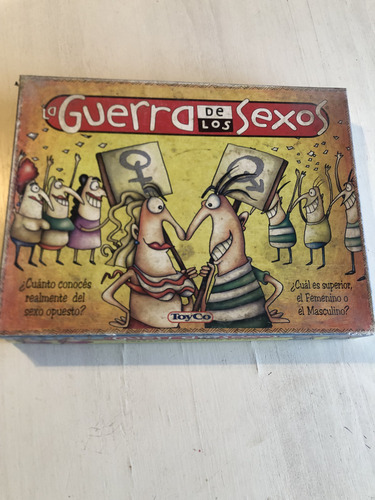 La Guerra DE LOS Sexos
¿Cuánto conocés
realmente del
sexo opuesto?
¿Cuál es superior,
el Femenino o
el Masculino?
ToyCo